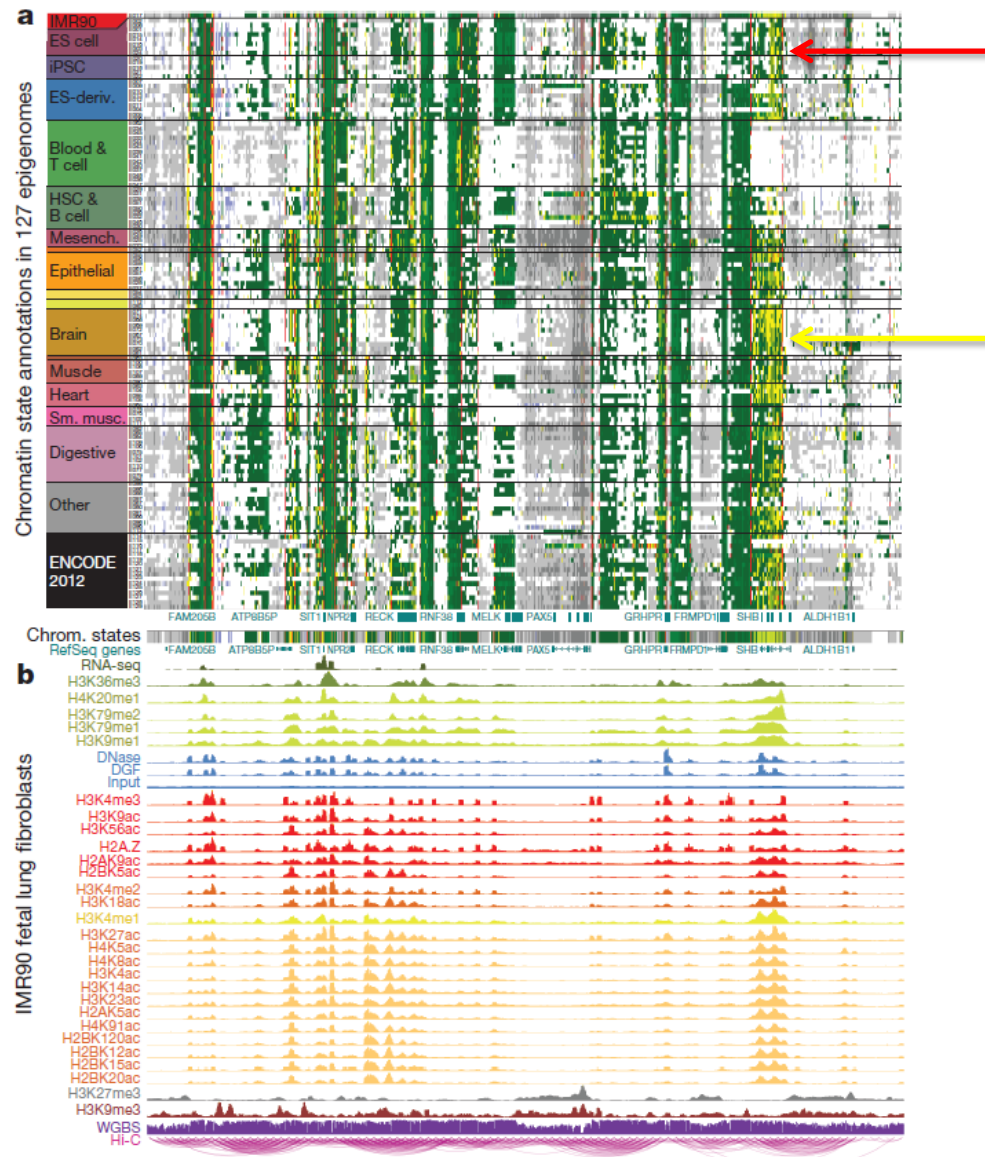 a
Chromatin state annotations in 127 epigenomes
IMR90
ES cell
iPSC
ES-deriv.
Blood &
T cell
HSC &
B cell
Mesench.
Epithelial
Brain
Muscle
Heart
Sm. musc.
Digestive
Other
ENCODE
2012
FAM205B ATP8B5P SIT1 NPR2 RECK RNF38 MELK PAX5 GRHPR FRMPD1 SHB ALDH1B1
Chrom. states
RefSeq genes FAM205B ATP8B5P SIT1 NPR2 RECK RNF38 MELK PAX5 GRHPR FRMPD1 SHB ALDH1B1
b
IMR90 fetal lung fibroblasts
RNA-seq
H3K36me3
H4K20me1
H3K79me2
H3K79me1
H3K9me1
DNase
DGF
Input
H3K4me3
H3K9ac
H3K56ac
H2A.Z
H2AK9ac
H2BK5ac
H3K4me2
H3K18ac
H3K4me1
H3K27ac
H4K5ac
H4K8ac
H3K4ac
H3K14ac
H3K23ac
H2AK5ac
H4K91ac
H2BK120ac
H2BK12ac
H2BK15ac
H2BK20ac
H3K27me3
H3K9me3
WGBS
Hi-C